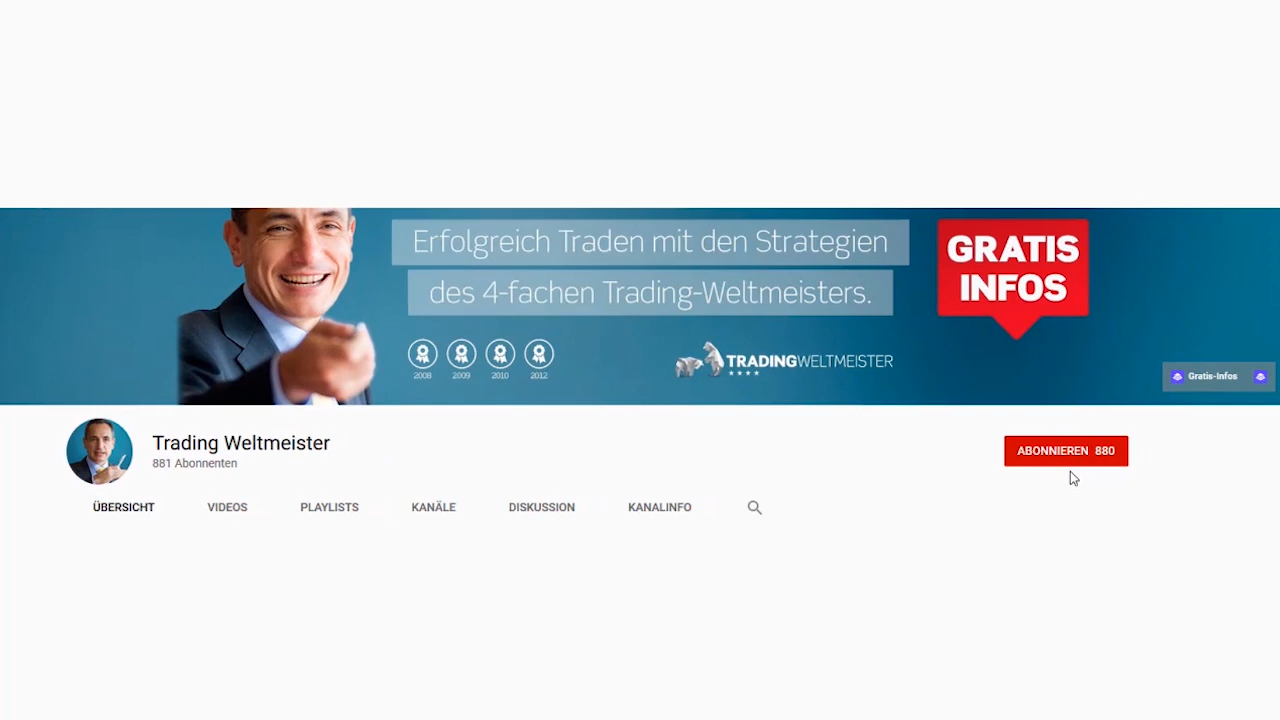 Erfolgreich Traden mit den Strategien
des 4-fachen Trading-Weltmeisters.
GRATIS
INFOS
2008 2009 2010 2012
TRADINGWELTMEISTER
Gratis-Infos
Trading Weltmeister
881 Abonnenten
ABONNIEREN 880
ÜBERSICHT VIDEOS PLAYLISTS KANÄLE DISKUSSION KANALINFO